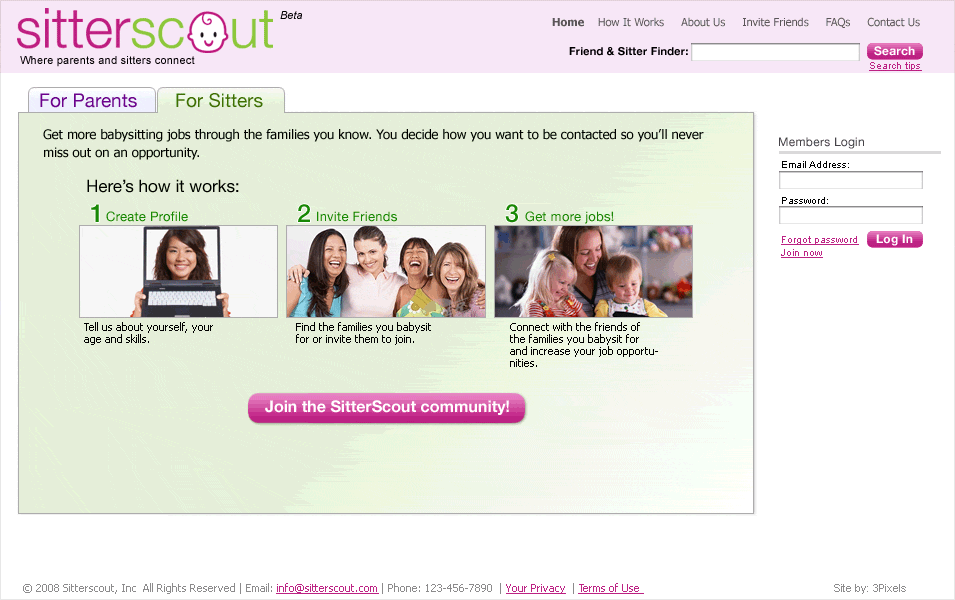 sitterscout Beta
Where parents and sitters connect
Home How It Works About Us Invite Friends FAQs Contact Us
Friend & Sitter Finder: Search
Search tips
For Parents For Sitters
Get more babysitting jobs through the families you know. You decide how you want to be contacted so you'll never
miss out on an opportunity.
Here's how it works:
1 Create Profile
Tell us about yourself, your
age and skills.
2 Invite Friends
Find the families you babysit
for or invite them to join.
3 Get more jobs!
Connect with the friends of
the families you babysit for
and increase your job opportu-
nities.
Join the SitterScout community!
Members Login
Email Address:
Password:
Forgot password Log In
Join now
© 2008 Sitterscout, Inc All Rights Reserved | Email: info@sitterscout.com | Phone: 123-456-7890 | Your Privacy | Terms of Use
Site by: 3Pixels